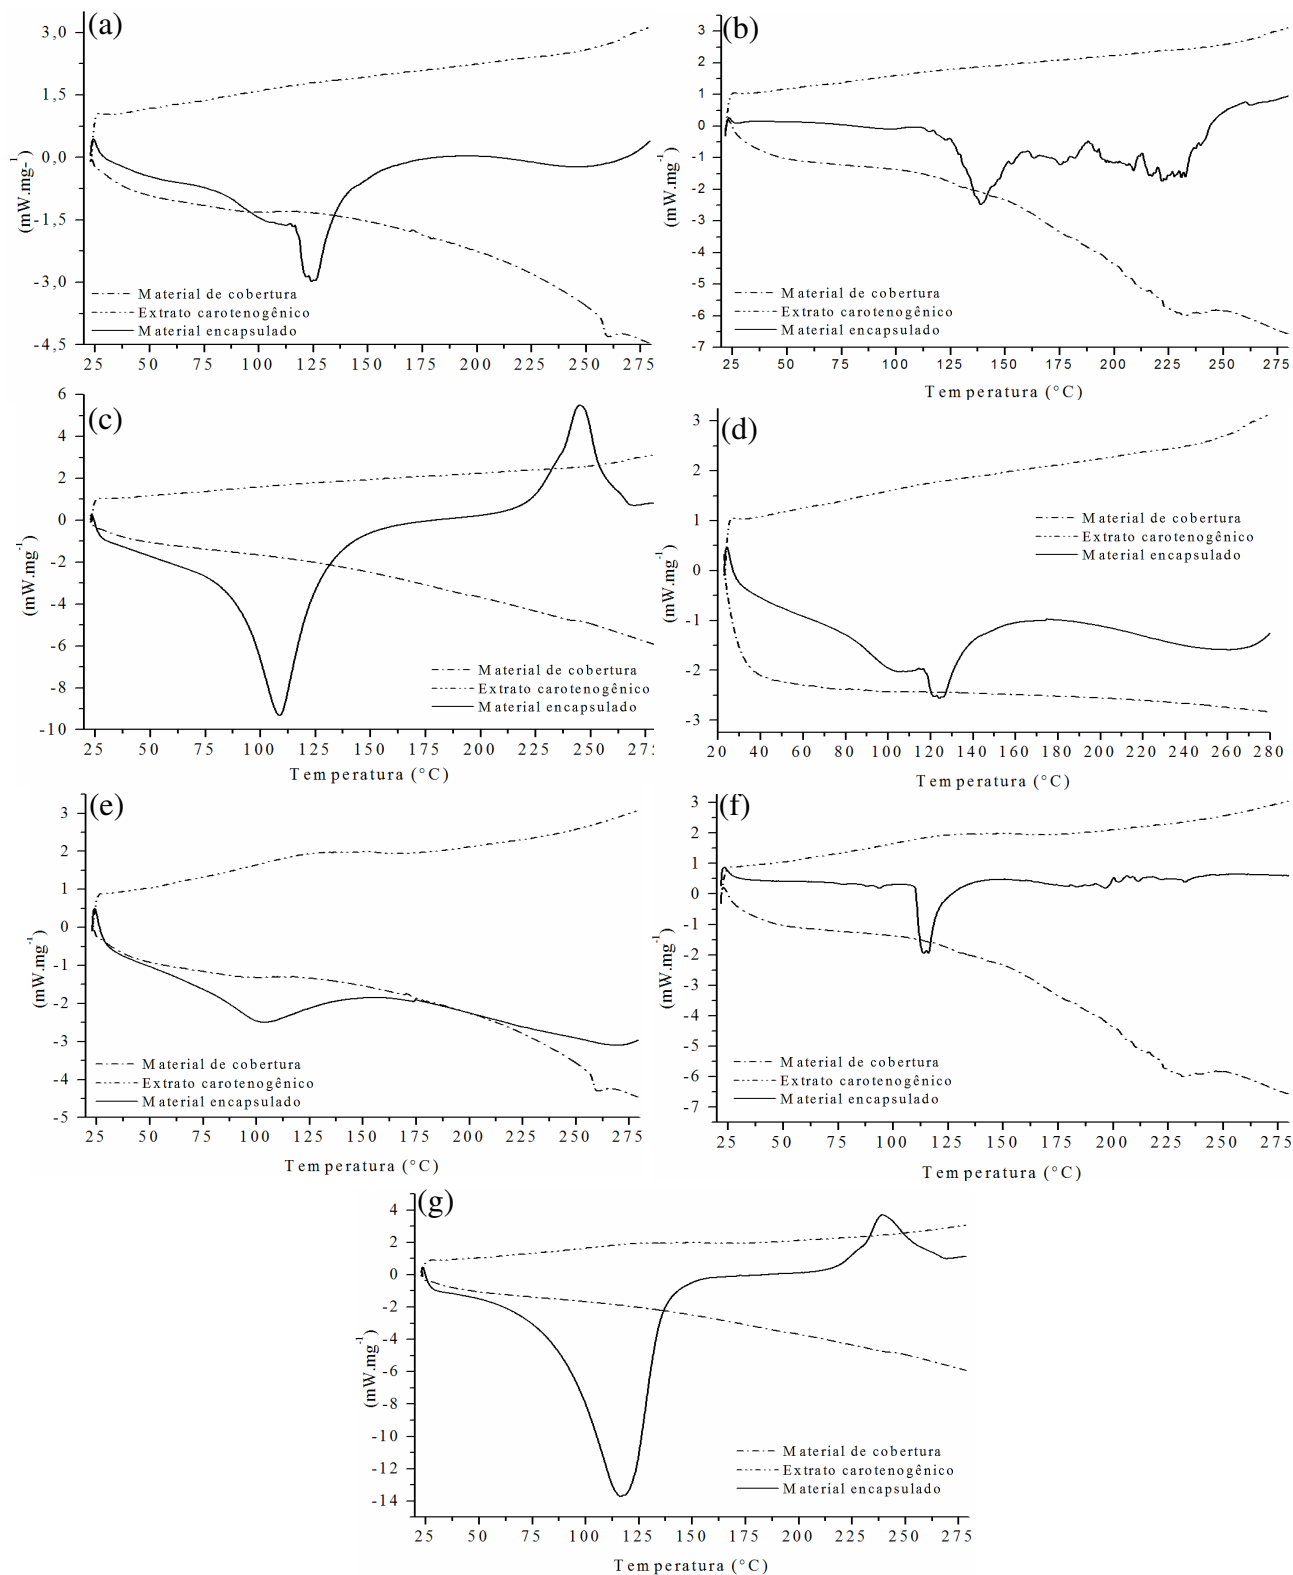 (a)
3,0
1,5
0,0
-1,5
-3,0
-4,5
(mW.mg-1)
Material de cobertura
Extrato carotenogênico
Material encapsulado
25 50 75 100 125 150 175 200 225 250 275
(b)
3
2
1
0
-1
-2
-3
-4
-5
-6
-7
(mW.mg-1)
Material de cobertura
Extrato carotenogênico
Material encapsulado
25 50 75 100 125 150 175 200 225 250 275
Temperatura (°C)
(c)
6
4
2
0
-2
-4
-6
-8
-10
(mW.mg-1)
Material de cobertura
Extrato carotenogênico
Material encapsulado
25 50 75 100 125 150 175 200 225 250
Temperatura (°C)
(d)
3
2
1
0
-1
-2
-3
(mW.mg-1)
Material de cobertura
Extrato carotenogênico
Material encapsulado
20 40 60 80 100 120 140 160 180 200 220 240 260 280
Temperatura (°C)
(e)
3
2
1
0
-1
-2
-3
-4
-5
(mW.mg-1)
Material de cobertura
Extrato carotenogênico
Material encapsulado
25 50 75 100 125 150 175 200 225 250 275
Temperatura (°C)
(f)
3
2
1
0
-1
-2
-3
-4
-5
-6
-7
(mW.mg-1)
Material de cobertura
Extrato carotenogênico
Material encapsulado
25 50 75 100 125 150 175 200 225 250 275
Temperatura (°C)
(g)
4
2
0
-2
-4
-6
-8
-10
-12
-14
(mW.mg-1)
Material de cobertura
Extrato carotenogênico
Material encapsulado
25 50 75 100 125 150 175 200 225 250 275
Temperatura (°C)